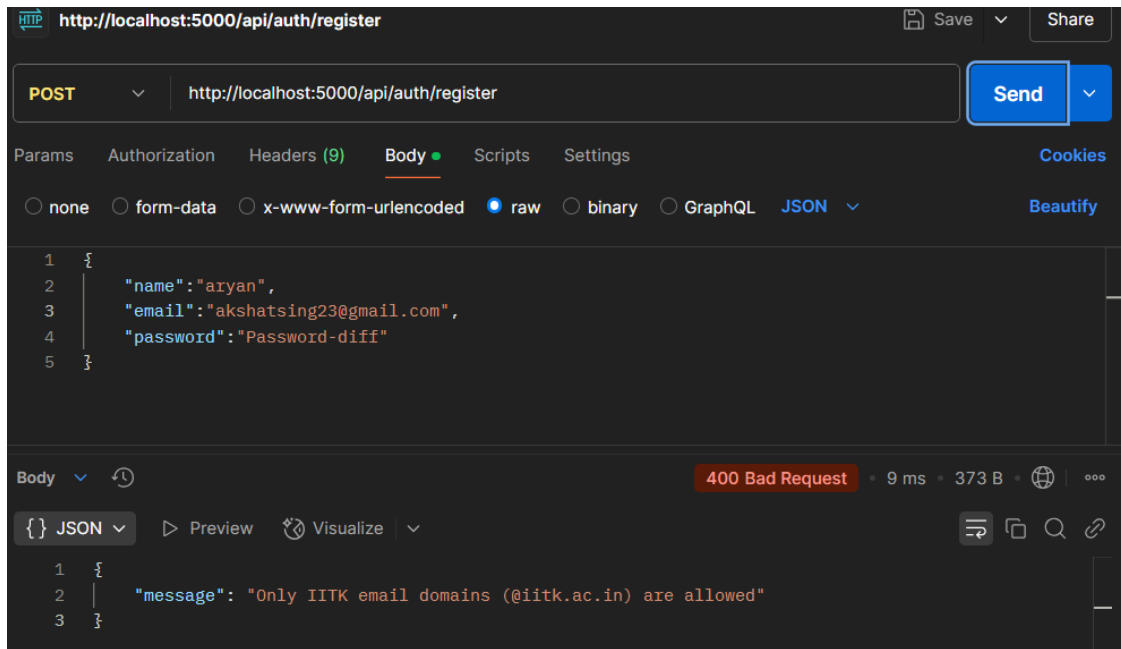 HTTP http://localhost:5000/api/auth/register Save Share
POST http://localhost:5000/api/auth/register Send
Params Authorization Headers (9) Body Scripts Settings Cookies
none form-data x-www-form-urlencoded raw binary GraphQL JSON Beautify
1 {
2 "name":"aryan",
3 "email":"akshatsing23@gmail.com",
4 "password":"Password-diff"
5 }
Body 400 Bad Request • 9 ms • 373 B •
{} JSON Preview Visualize
1 {
2 "message": "Only IITK email domains (@iitk.ac.in) are allowed"
3 }